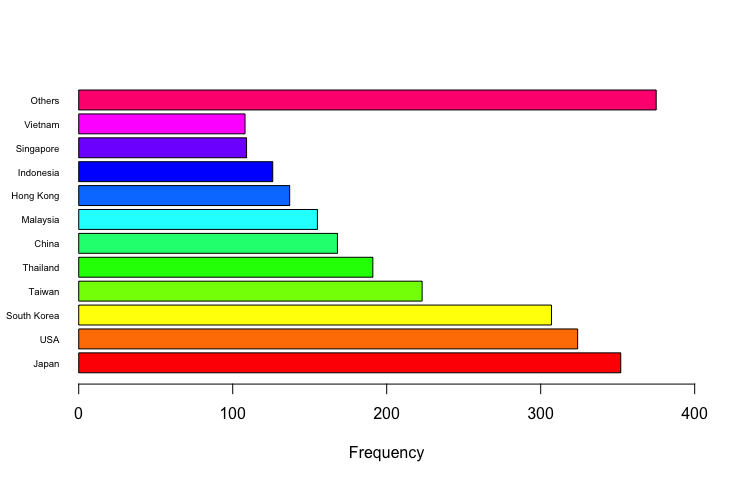 Others
Vietnam
Singapore
Indonesia
Hong Kong
Malaysia
China
Thailand
Taiwan
South Korea
USA
Japan
0 100 200 300 400
Frequency